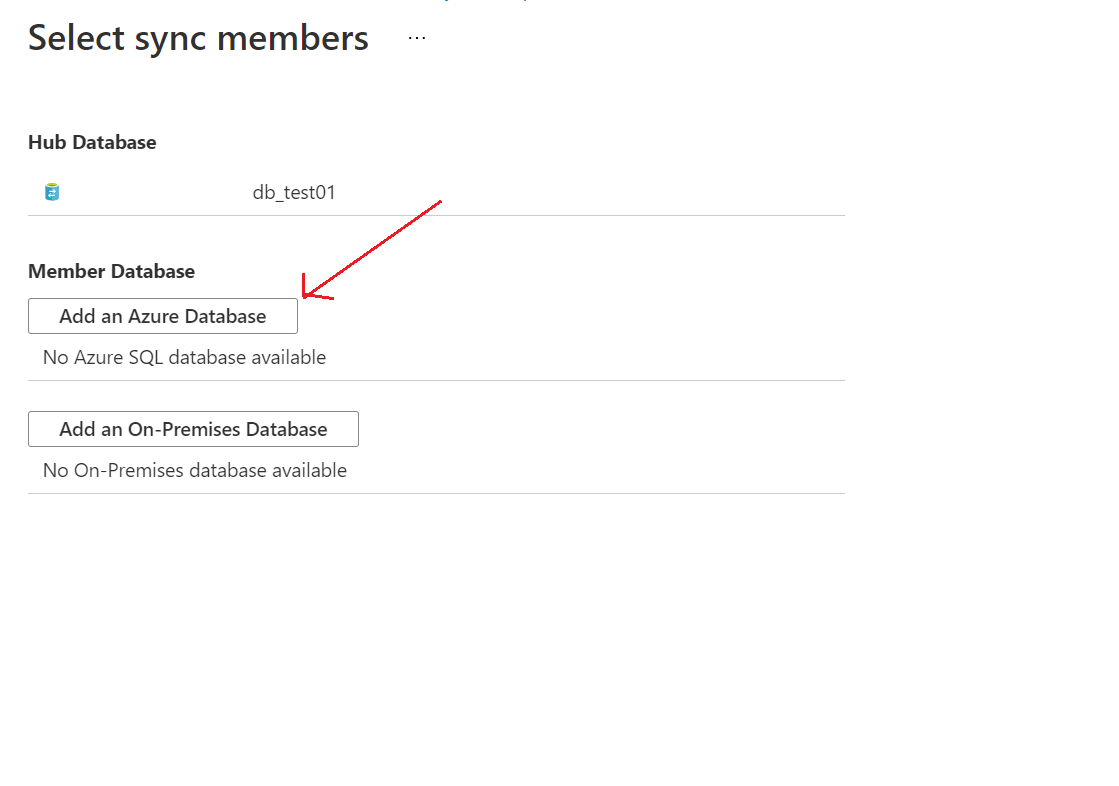 Select sync members ...
Hub Database
db_test01
Member Database
Add an Azure Database
No Azure SQL database available
Add an On-Premises Database
No On-Premises database available